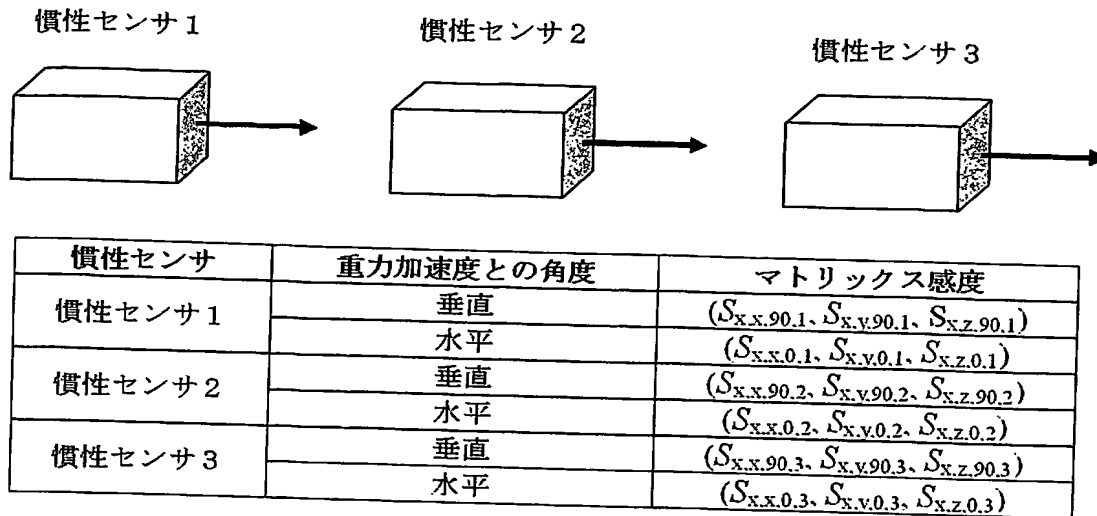 慣性センサ1
慣性センサ2
慣性センサ3
慣性センサ 重力加速度との角度 マトリックス感度
慣性センサ1 垂直 (Sx.x.90.1、Sx.y.90.1、Sx.z.90.1)
水平 (Sx.x.0.1、Sx.y.0.1、Sx.z.0.1)
慣性センサ2 垂直 (Sx.x.90.2、Sx.y.90.2、Sx.z.90.2)
水平 (Sx.x.0.2、Sx.y.0.2、Sx.z.0.2)
慣性センサ3 垂直 (Sx.x.90.3、Sx.y.90.3、Sx.z.90.3)
水平 (Sx.x.0.3、Sx.y.0.3、Sx.z.0.3)